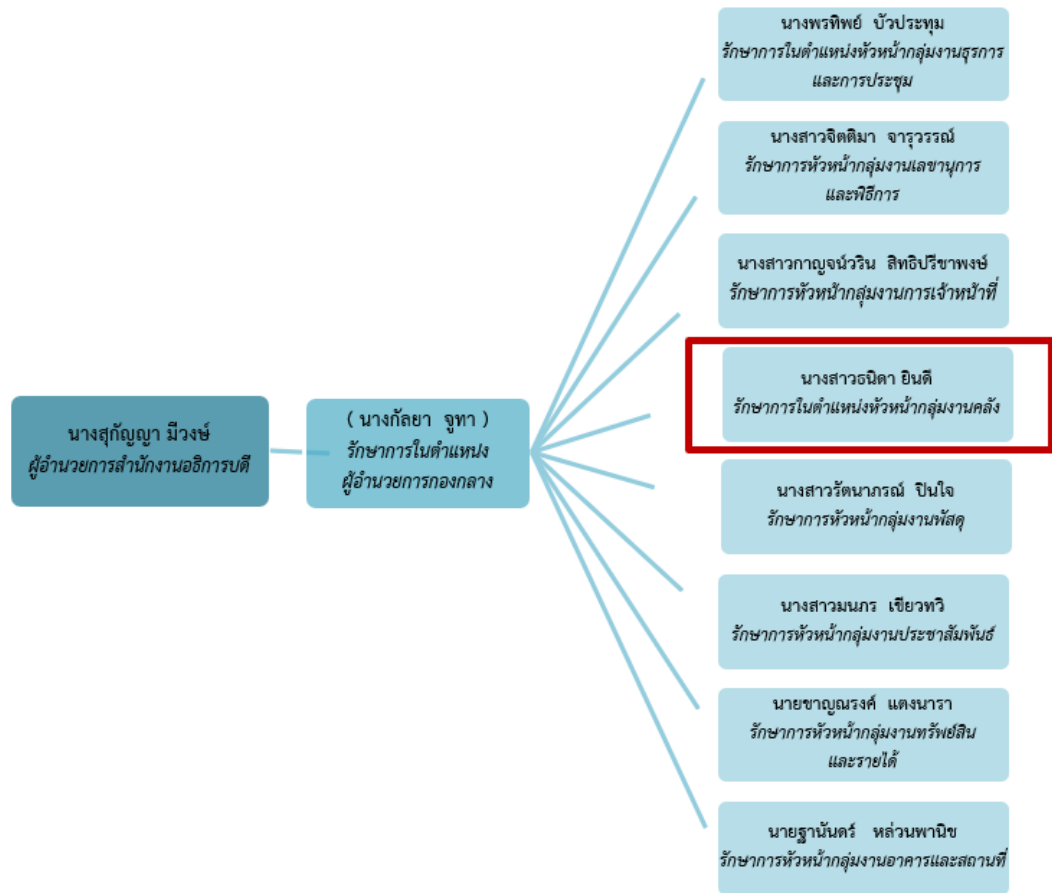 นางสุกัญญา มีวงษ์
ผู้อำนวยการสำนักงานอธิการบดี
( นางกัลยา จูทา )
รักษาการในตำแหน่ง
ผู้อำนวยการกองกลาง
นางพรทิพย์ บัวประทุม
รักษาการในตำแหน่งหัวหน้ากลุ่มงานธุรการ
และการประชุม
นางสาวจิตติมา จารุวรรณ์
รักษาการหัวหน้ากลุ่มงานเลขานุการ
และพิธีการ
นางสาวกาญจน์วริน สิทธิปรีชาพงษ์
รักษาการหัวหน้ากลุ่มงานการเจ้าหน้าที่
นางสาวธนิดา ยินดี
รักษาการในตำแหน่งหัวหน้ากลุ่มงานคลัง
นางสาวรัตนาภรณ์ ปินใจ
รักษาการหัวหน้ากลุ่มงานพัสดุ
นางสาวมนภร เขียวทวิ
รักษาการหัวหน้ากลุ่มงานประชาสัมพันธ์
นายชาญณรงค์ แตงนารา
รักษาการหัวหน้ากลุ่มงานทรัพย์สิน
และรายได้
นายฐานันดร์ หล่วนพานิช
รักษาการหัวหน้ากลุ่มงานอาคารและสถานที่